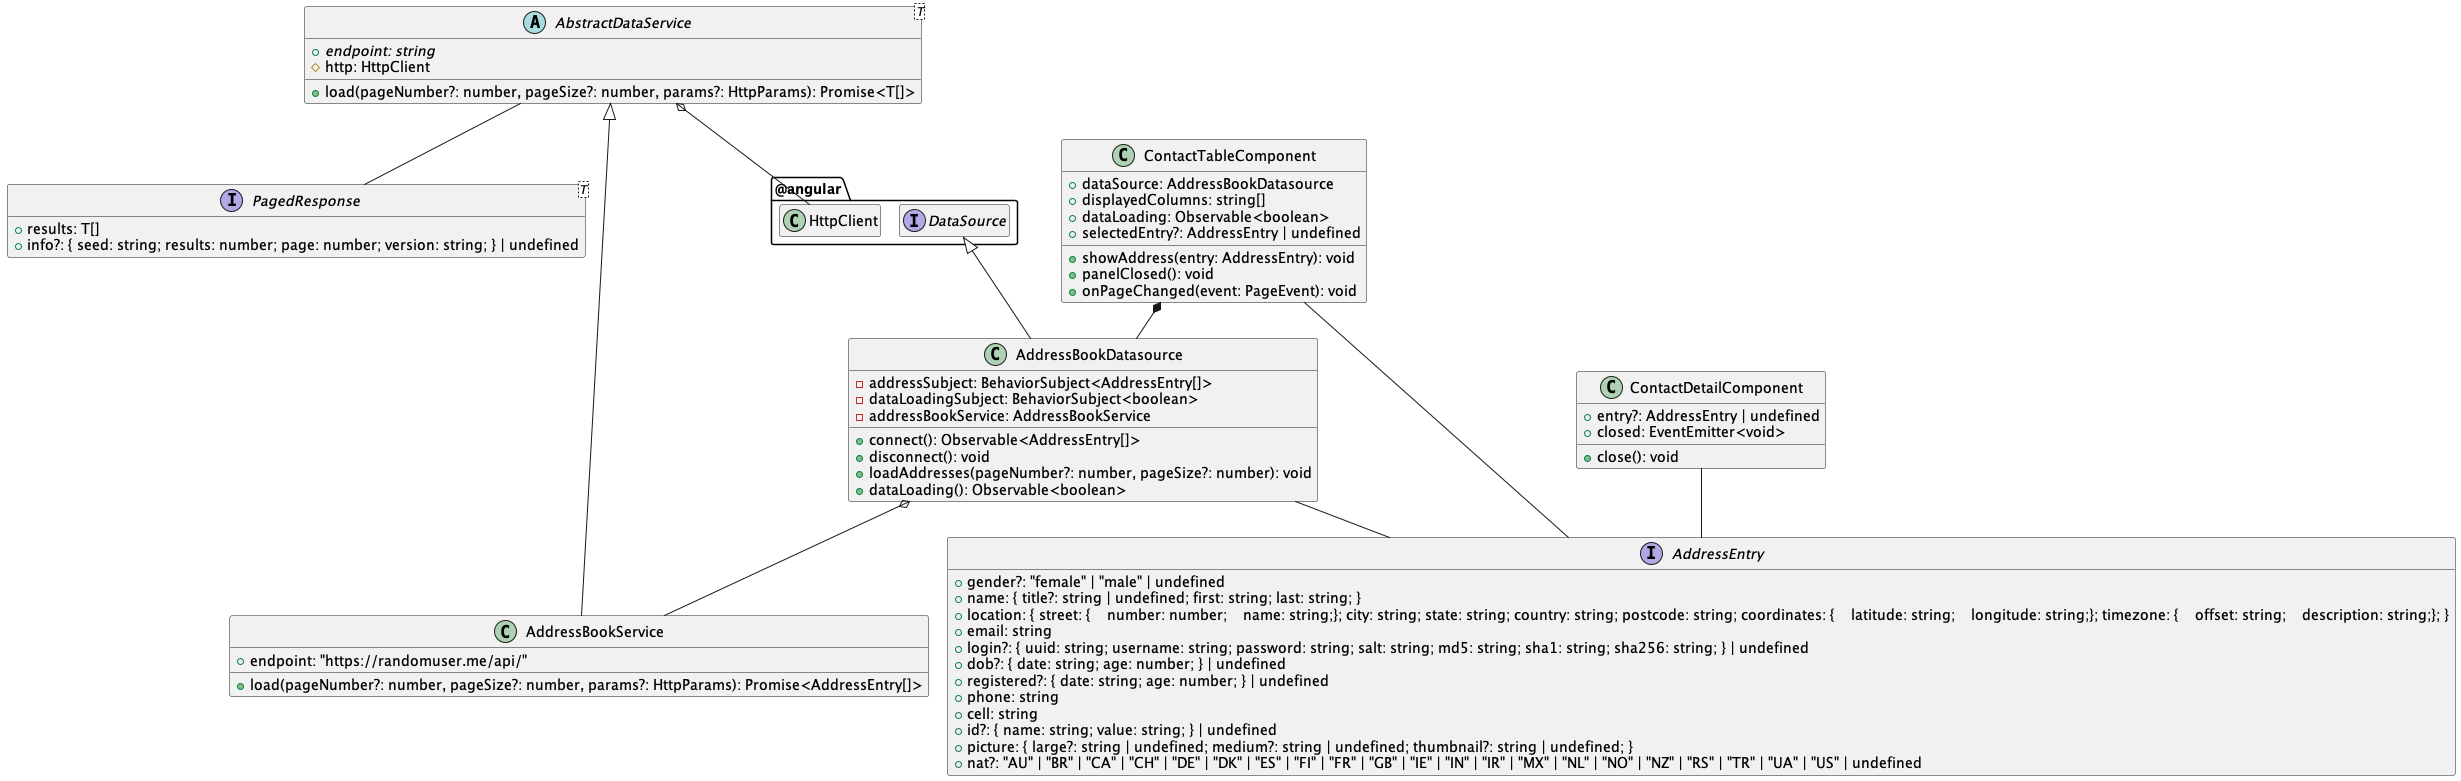 A AbstractDataService
T
endpoint: string
http: HttpClient
load(pageNumber?: number, pageSize?: number, params?: HttpParams): Promise<T[]>
I PagedResponse
T
results: T[]
info?: { seed: string; results: number; page: number; version: string; } | undefined
@angular
C HttpClient
I DataSource
C ContactTableComponent
dataSource: AddressBookDatasource
displayedColumns: string[]
dataLoading: Observable<boolean>
selectedEntry?: AddressEntry | undefined
showAddress(entry: AddressEntry): void
panelClosed(): void
onPageChanged(event: PageEvent): void
C AddressBookDatasource
addressSubject: BehaviorSubject<AddressEntry[]>
dataLoadingSubject: BehaviorSubject<boolean>
addressBookService: AddressBookService
connect(): Observable<AddressEntry[]>
disconnect(): void
loadAddresses(pageNumber?: number, pageSize?: number): void
dataLoading(): Observable<boolean>
C ContactDetailComponent
entry?: AddressEntry | undefined
closed: EventEmitter<void>
close(): void
C AddressBookService
endpoint: "https://randomuser.me/api/"
load(pageNumber?: number, pageSize?: number, params?: HttpParams): Promise<AddressEntry[]>
I AddressEntry
gender?: "female" | "male" | undefined
name: { title?: string | undefined; first: string; last: string; }
location: { street: {    number: number;    name: string;}; city: string; state: string; country: string; postcode: string; coordinates: {    latitude: string;    longitude: string;}; timezone: {    offset: string;    description: string;}; }
email: string
login?: { uuid: string; username: string; password: string; salt: string; md5: string; sha1: string; sha256: string; } | undefined
dob?: { date: string; age: number; } | undefined
registered?: { date: string; age: number; } | undefined
phone: string
cell: string
id?: { name: string; value: string; } | undefined
picture: { large?: string | undefined; medium?: string | undefined; thumbnail?: string | undefined; }
nat?: "AU" | "BR" | "CA" | "CH" | "DE" | "DK" | "ES" | "FI" | "FR" | "GB" | "IE" | "IN" | "IR" | "MX" | "NL" | "NO" | "NZ" | "RS" | "TR" | "UA" | "US" | undefined